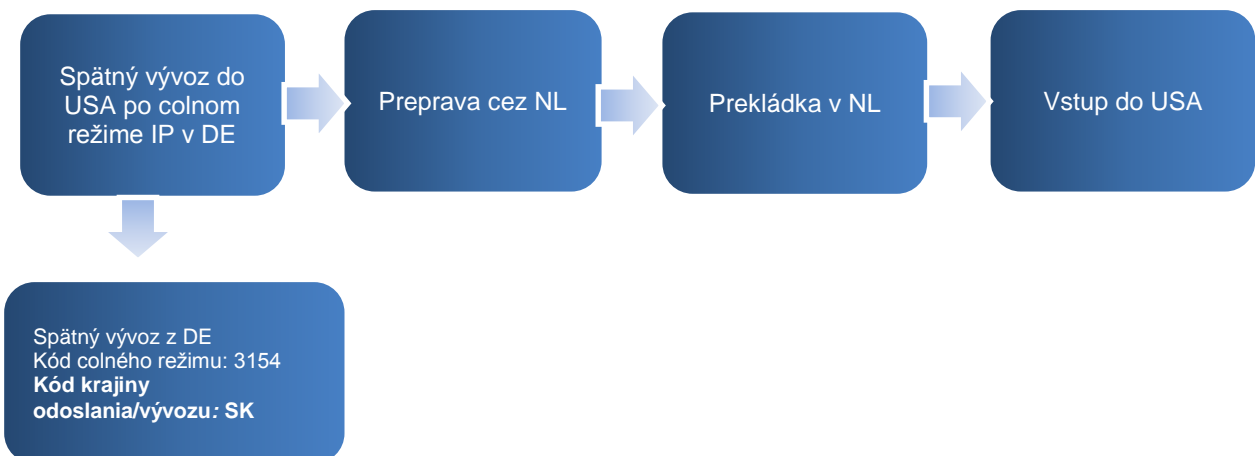 Spätný vývoz do
USA po colnom
režime IP v DE
Preprava cez NL
Prekládka v NL
Vstup do USA
Spätný vývoz z DE
Kód colného režimu: 3154
Kód krajiny
odoslania/vývozu: SK